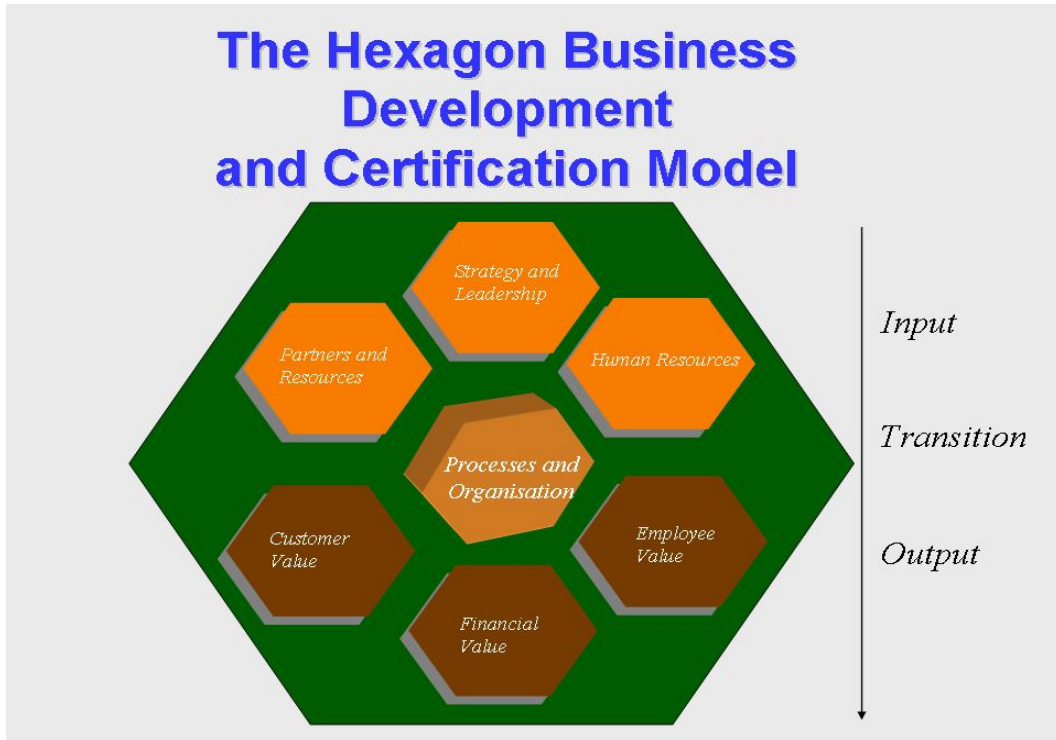 The Hexagon Business
Development
and Certification Model
Strategy and
Leadership
Partners and
Resources
Human Resources
Input
Processes and
Organisation
Transition
Customer
Value
Employee
Value
Output
Financial
Value